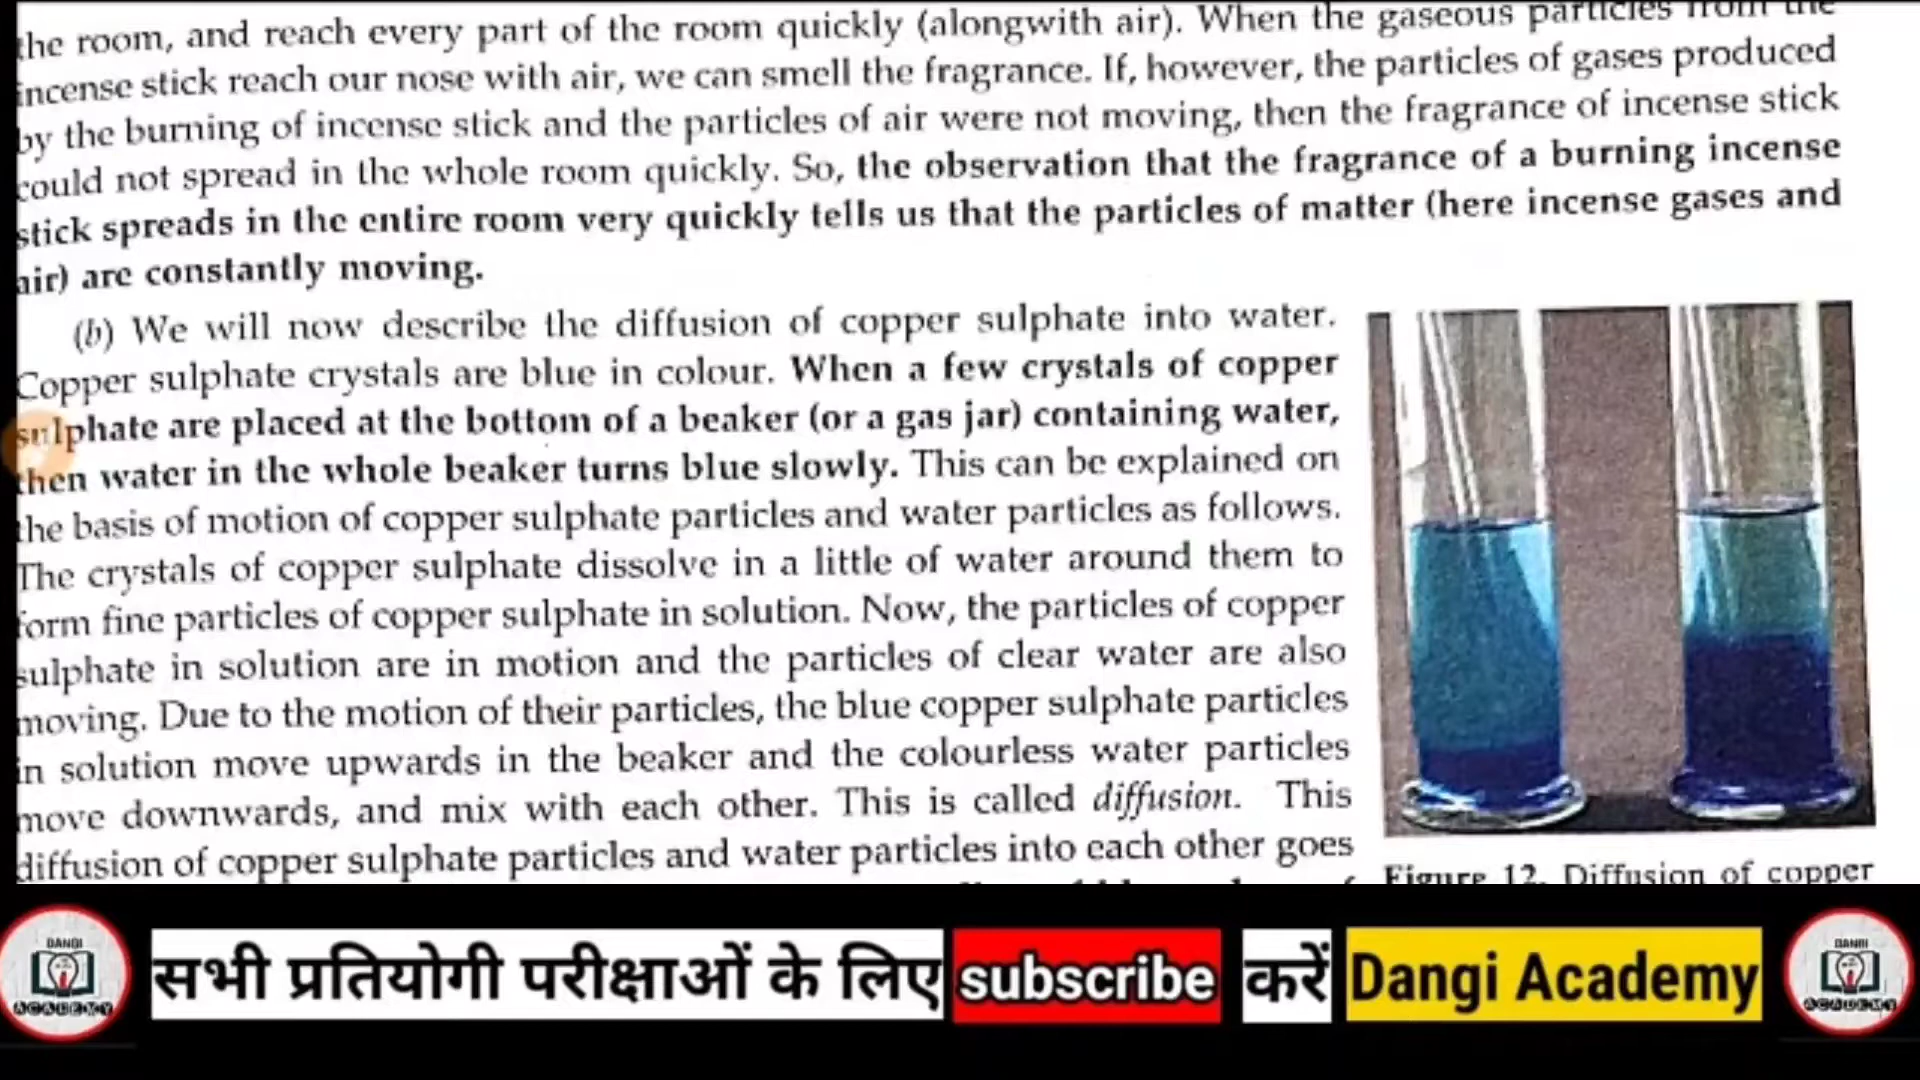 the room, and reach every part of the room quickly (alongwith air). When the gaseous particles from the
incense stick reach our nose with air, we can smell the fragrance. If, however, the particles of gases produced
by the burning of incense stick and the particles of air were not moving, then the fragrance of incense stick
could not spread in the whole room quickly. So, the observation that the fragrance of a burning incense
stick spreads in the entire room very quickly tells us that the particles of matter (here incense gases and
air) are constantly moving.
(b) We will now describe the diffusion of copper sulphate into water.
Copper sulphate crystals are blue in colour. When a few crystals of copper
sulphate are placed at the bottom of a beaker (or a gas jar) containing water,
then water in the whole beaker turns blue slowly. This can be explained on
the basis of motion of copper sulphate particles and water particles as follows.
The crystals of copper sulphate dissolve in a little of water around them to
form fine particles of copper sulphate in solution. Now, the particles of copper
sulphate in solution are in motion and the particles of clear water are also
moving. Due to the motion of their particles, the blue copper sulphate particles
in solution move upwards in the beaker and the colourless water particles
move downwards, and mix with each other. This is called diffusion. This
diffusion of copper sulphate particles and water particles into each other goes
Figure 12. Diffusion of copper
DANGI
ACADEMY
सभी प्रतियोगी परीक्षाओं के लिए subscribe करें Dangi Academy
DANGI
ACADEMY